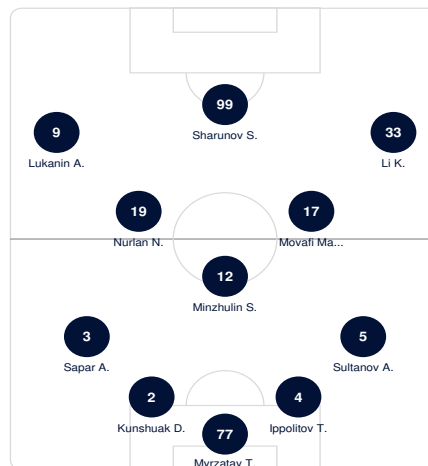 99
Sharunov S.
9
Lukanin A.
33
Li K.
19
Nurlan N.
17
Movafi Ma...
12
Minzhulin S.
3
Sapar A.
5
Sultanov A.
2
Kunshuak D.
4
Ippolitov T.
77
Myrzatay T.